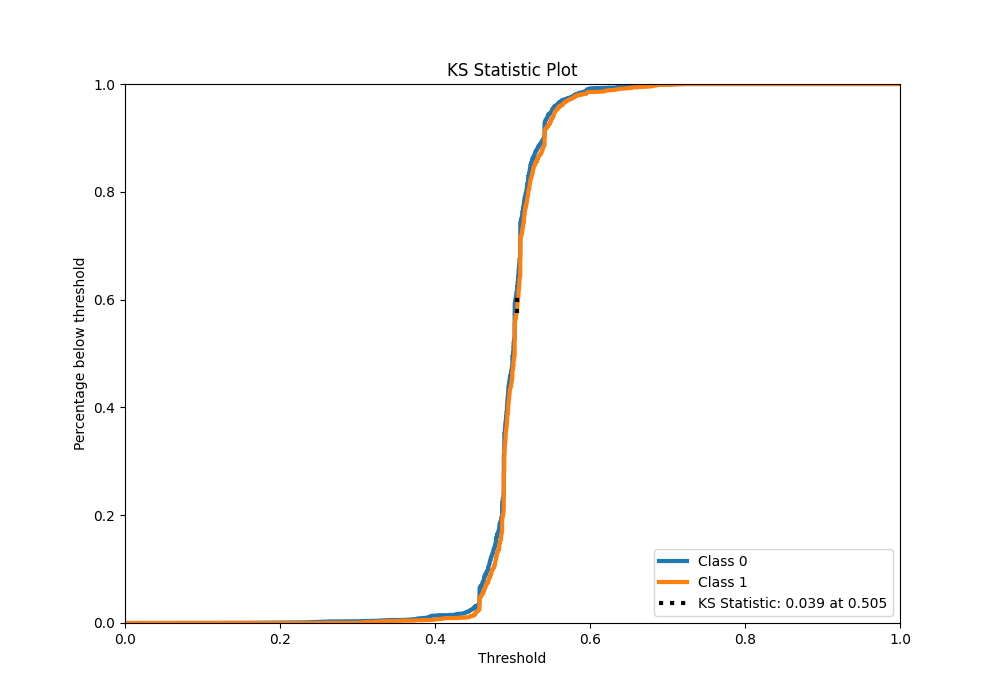 KS Statistic Plot
Percentage below threshold
1.0
0.8
0.6
0.4
0.2
0.0
0.0 0.2 0.4 0.6 0.8 1.0
Threshold
Class 0
Class 1
KS Statistic: 0.039 at 0.505